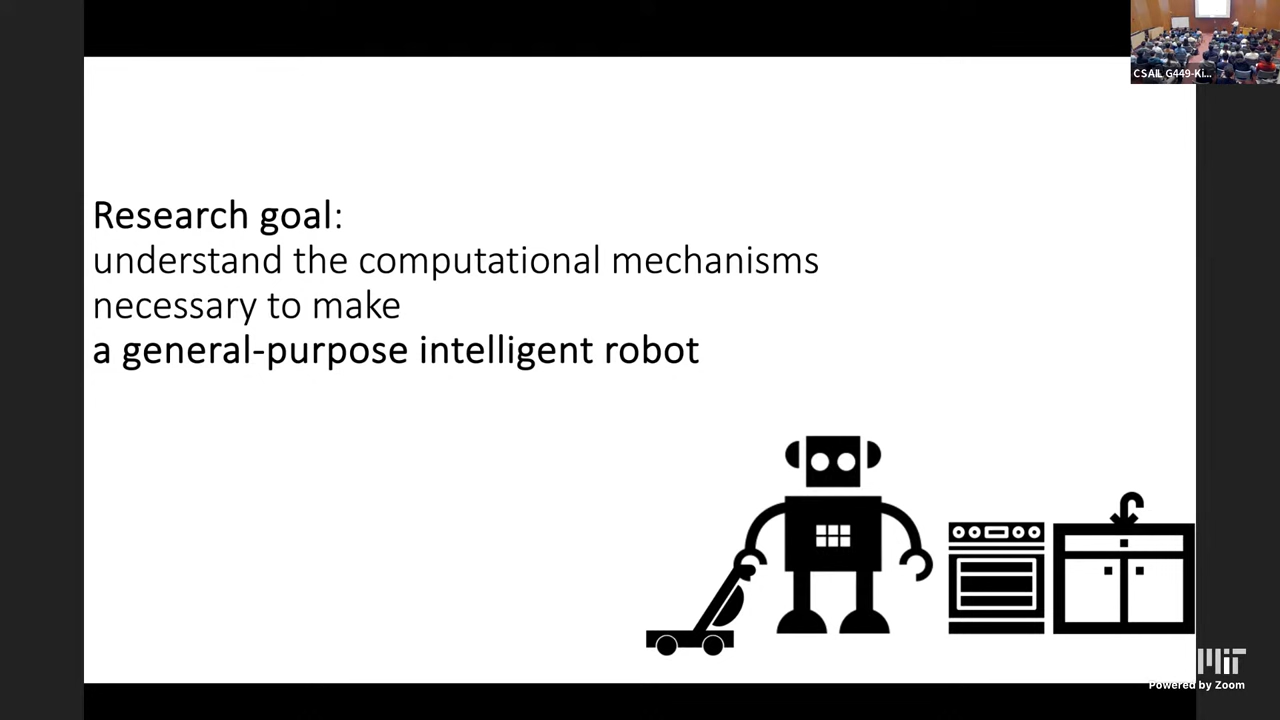 CSAIL G449-Ki...
Research goal:
understand the computational mechanisms
necessary to make
a general-purpose intelligent robot
MIT
Powered by Zoom